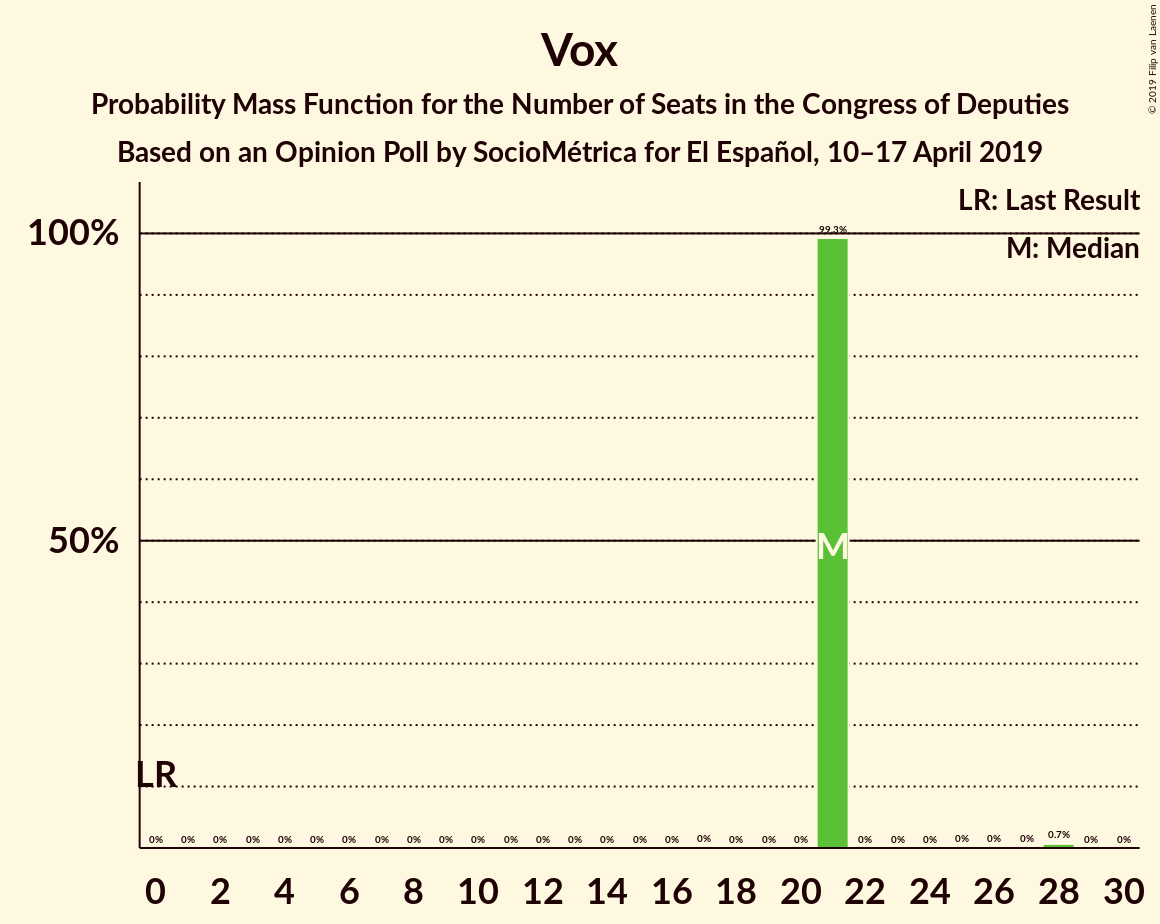 Vox
Probability Mass Function for the Number of Seats in the Congress of Deputies
Based on an Opinion Poll by SocioMétrica for El Español, 10–17 April 2019
© 2019 Filip van Laenen
LR: Last Result
M: Median
100%
50%
99.3%
M
LR
0% 0% 0% 0% 0% 0% 0% 0% 0% 0% 0% 0% 0% 0% 0% 0% 0% 0% 0% 0% 0% 0% 0% 0% 0% 0% 0% 0.7% 0% 0%
0 2 4 6 8 10 12 14 16 18 20 22 24 26 28 30